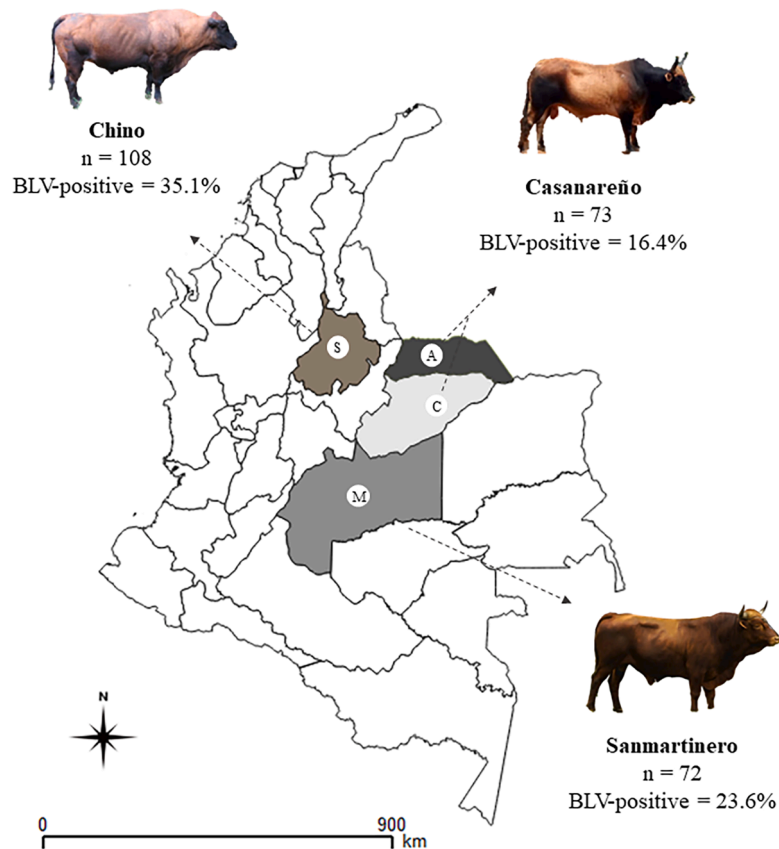 Chino
n = 108
BLV-positive = 35.1%
Casanareño
n = 73
BLV-positive = 16.4%
S
A
C
M
Sanmartinero
n = 72
BLV-positive = 23.6%
N
0 900
km